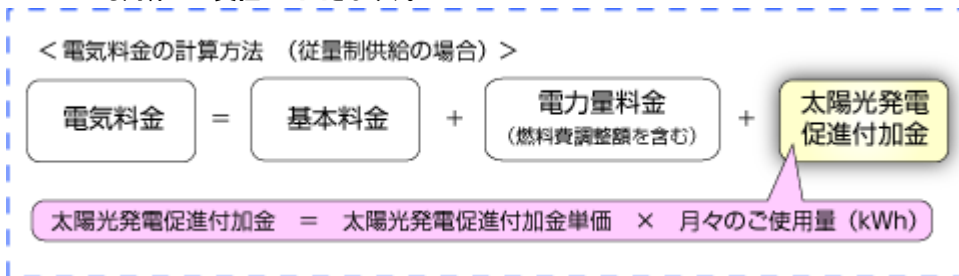 ＜電気料金の計算方法　（従量制供給の場合）＞
電気料金　＝　基本料金　＋　電力量料金　＋　太陽光発電
（燃料費調整額を含む）　促進付加金
太陽光発電促進付加金　＝　太陽光発電促進付加金単価　×　月々のご使用量（kWh）